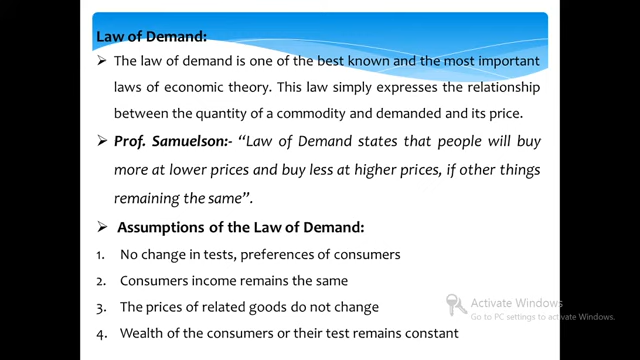 Law of Demand:
➢ The law of demand is one of the best known and the most important
laws of economic theory. This law simply expresses the relationship
between the quantity of a commodity and demanded and its price.
➢ Prof. Samuelson:- “Law of Demand states that people will buy
more at lower prices and buy less at higher prices, if other things
remaining the same”.
➢ Assumptions of the Law of Demand:
1. No change in tests, preferences of consumers
2. Consumers income remains the same
3. The prices of related goods do not change
4. Wealth of the consumers or their test remains constant
Activate Windows
Go to PC settings to activate Windows.